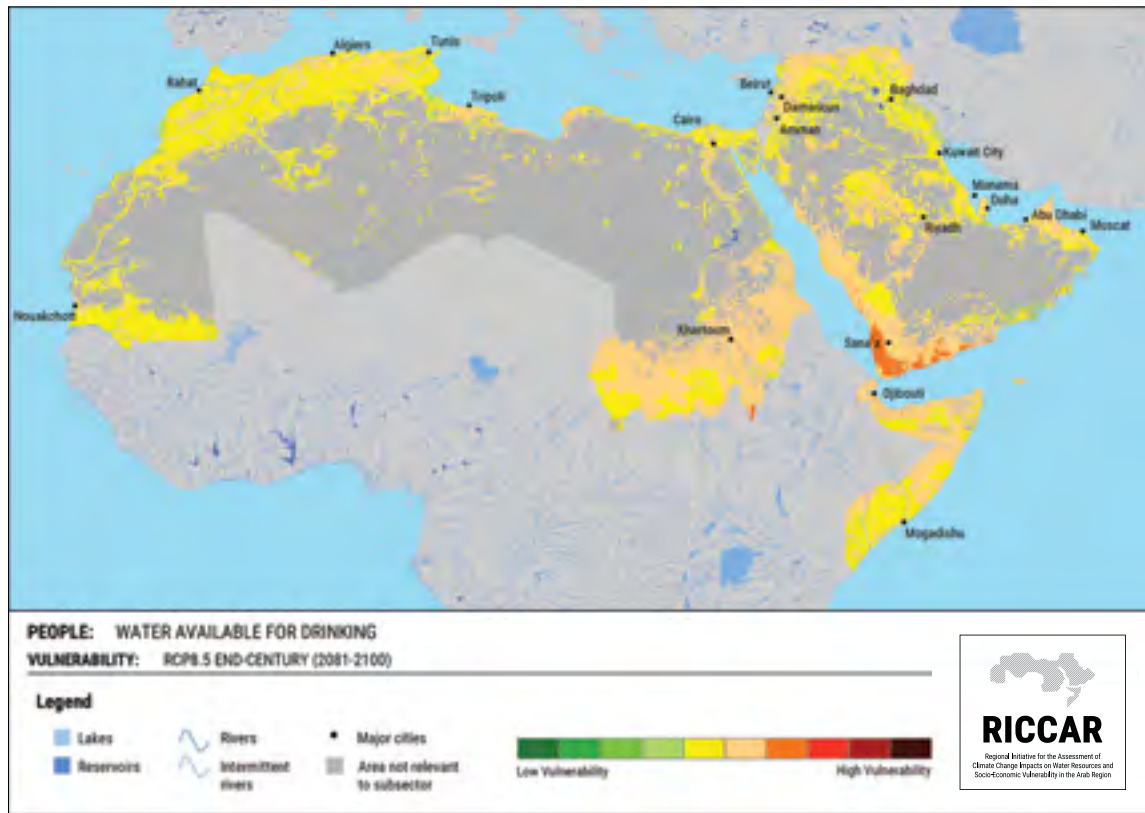 Algiers
Tunis
Rabat
Tripoli
Beirut
Baghdad
Damascus
Cairo
Amman
Kuwait City
Manama
Doha
Abu Dhabi
Riyadh
Moscat
Nouakchott
Khartoum
Sana'a
Djibouti
Mogadishu
PEOPLE: WATER AVAILABLE FOR DRINKING
VULNERABILITY: RCP8.5 END-CENTURY (2081-2100)
Legend
Lakes
Rivers
Major cities
Reservoirs
Intermittent
rivers
Area not relevant
to subsector
Low Vulnerability
High Vulnerability
RICCAR
Regional Initiative for the Assessment of
Climate Change Impacts on Water Resources and
Socio-Economic Vulnerability in the Arab Region